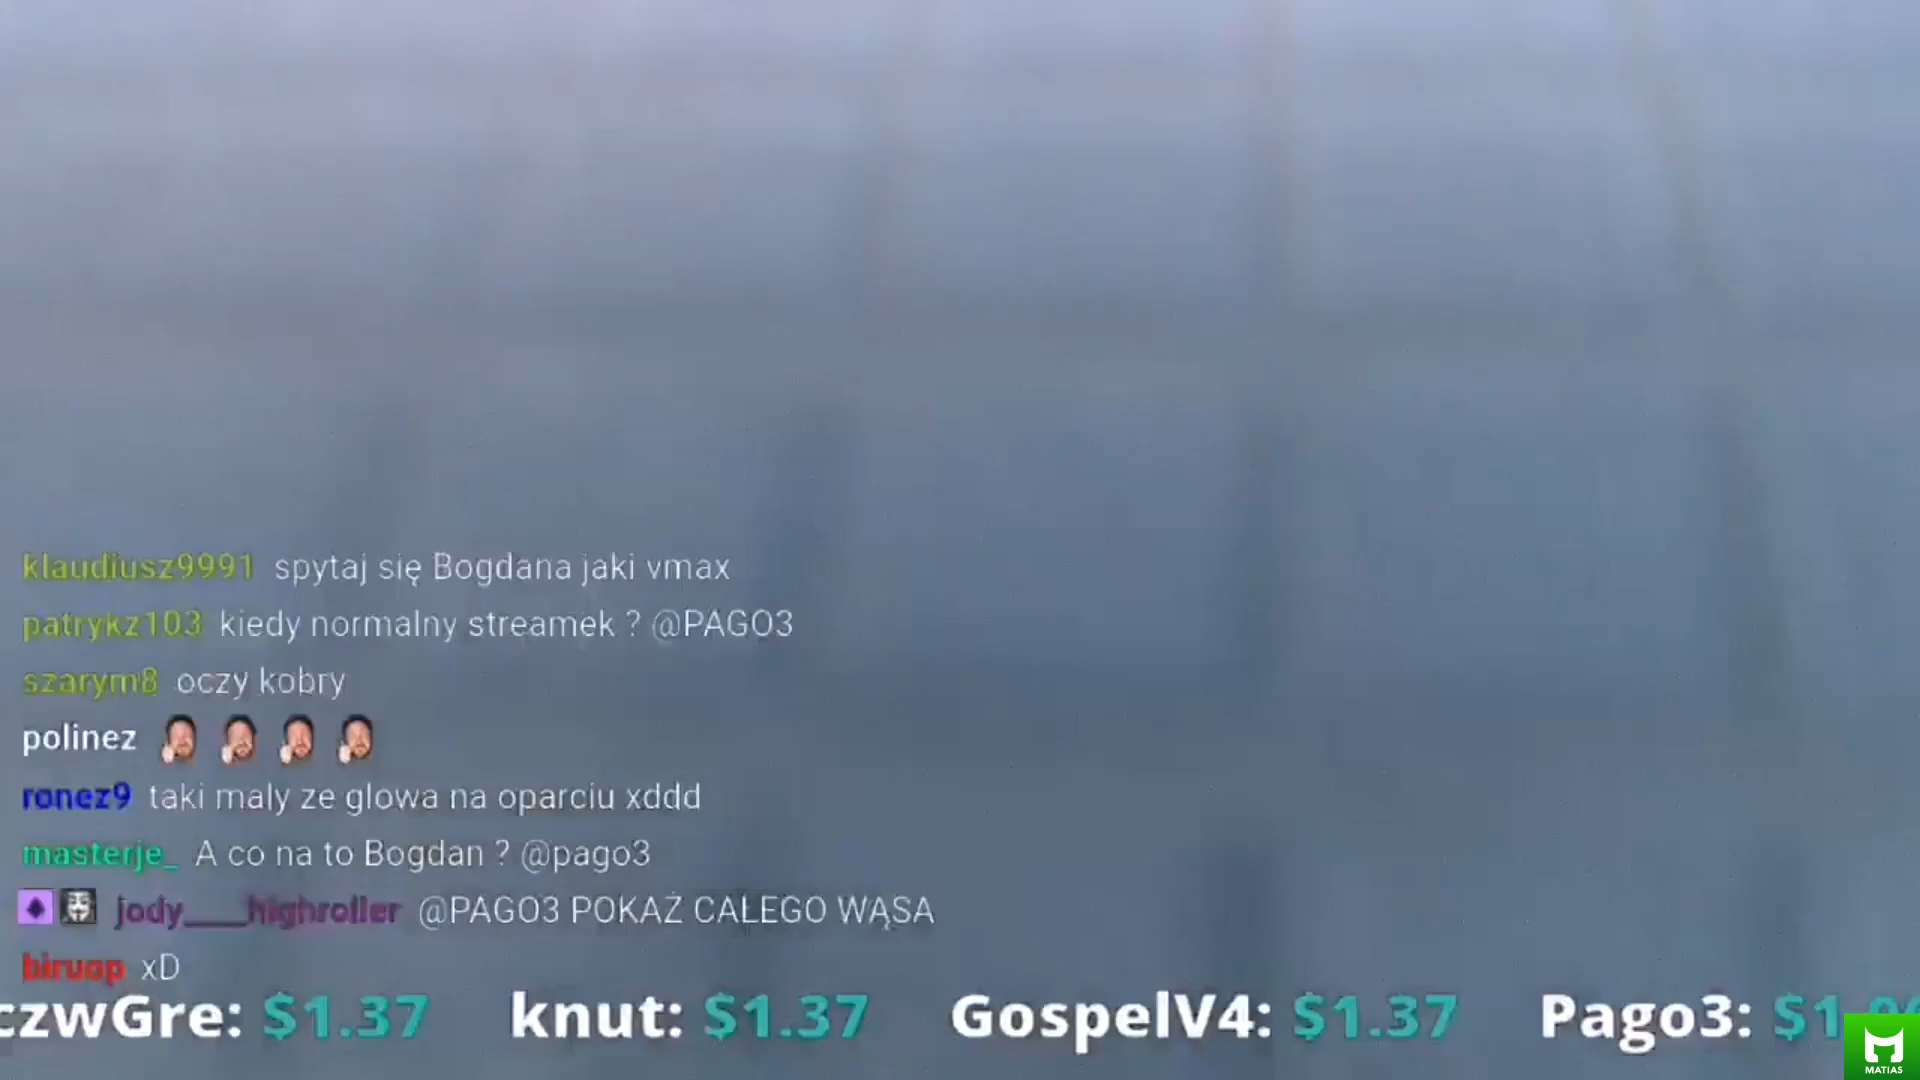 klaudiusz9991 spytaj się Bogdana jaki vmax
patrykz103 kiedy normalny streamek ? @PAGO3
szarym8 oczy kobry
polinez
ronez9 taki maly ze glowa na oparciu xddd
masterje_ A co na to Bogdan ? @pago3
jody____highroller @PAGO3 POKAŻ CAŁEGO WĄSA
biruop xD
czwGre: $1.37 knut: $1.37 GospelV4: $1.37 Pago3:
MATIAS